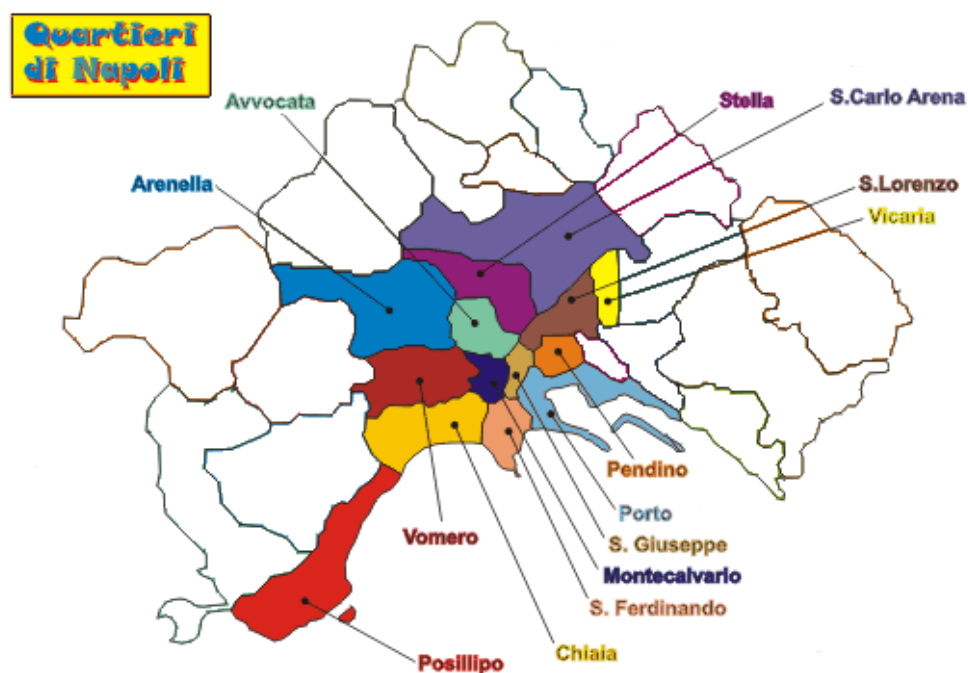 Quartieri
di Napoli
Avvocata
Stella
S.Carlo Arena
Arenella
S.Lorenzo
Vicaria
Pendino
Porto
Vomero
S. Giuseppe
Montecalvario
S. Ferdinando
Chiaia
Posillipo